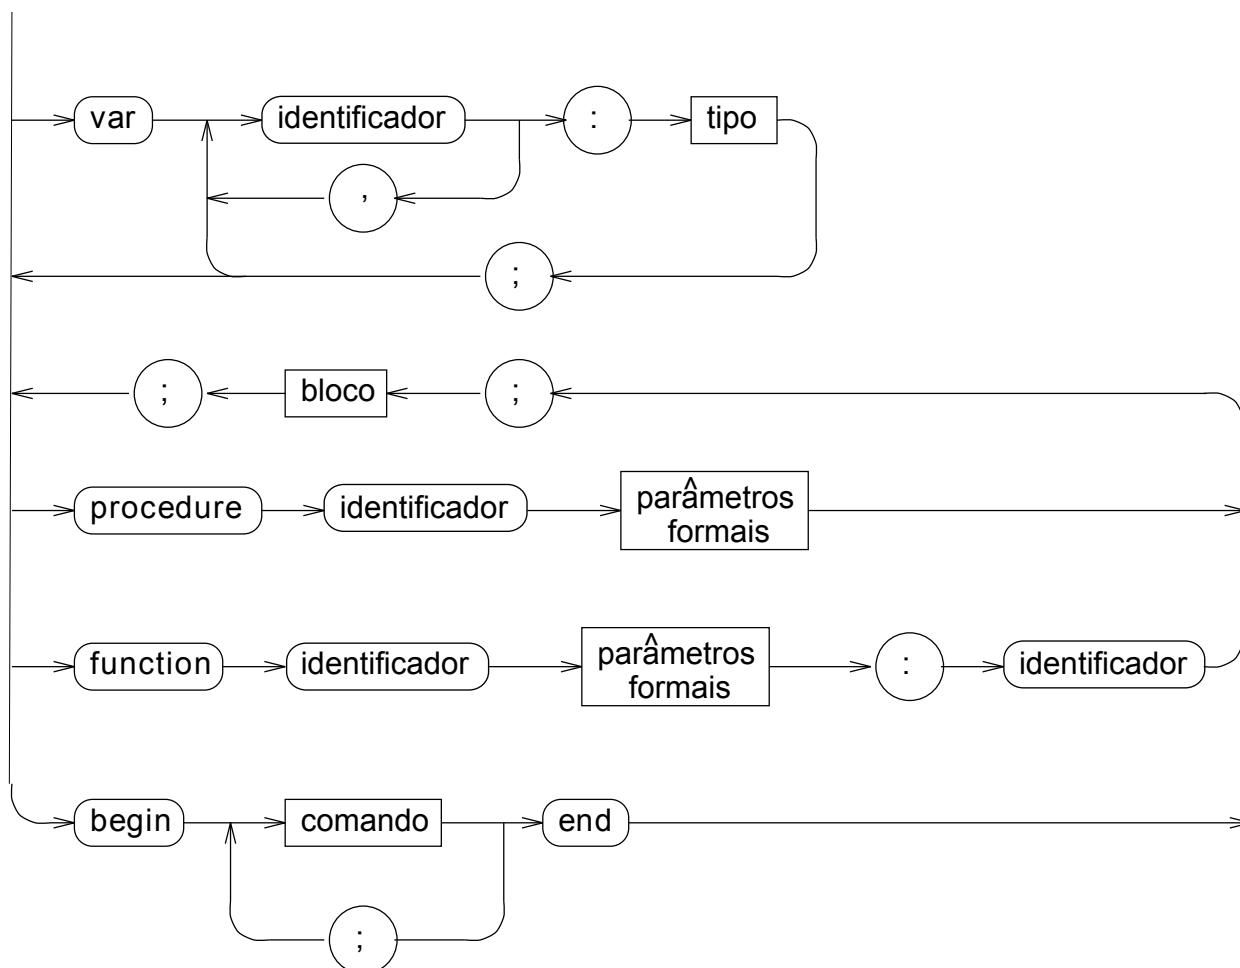 var identificador : tipo
,
;
; bloco ;
procedure identificador parâmetros
formais
function identificador parâmetros
formais : identificador
begin comando end
;